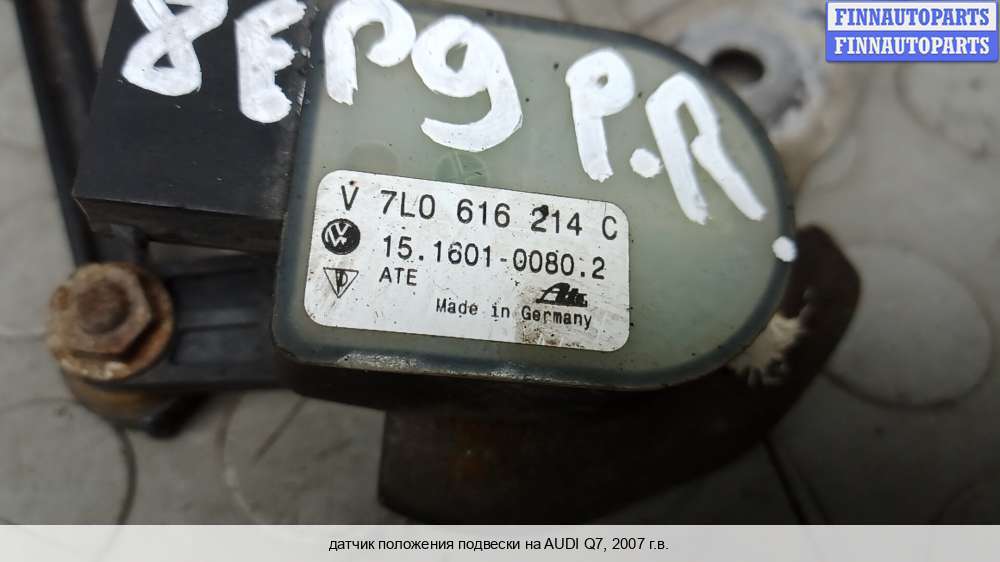 FINNAUTOPARTS
FINNAUTOPARTS
8EP9 P.R
V 7L0 616 214 C
15.1601-0080.2
ATE
Ate
Made in Germany
датчик положения подвески на AUDI Q7, 2007 г.в.